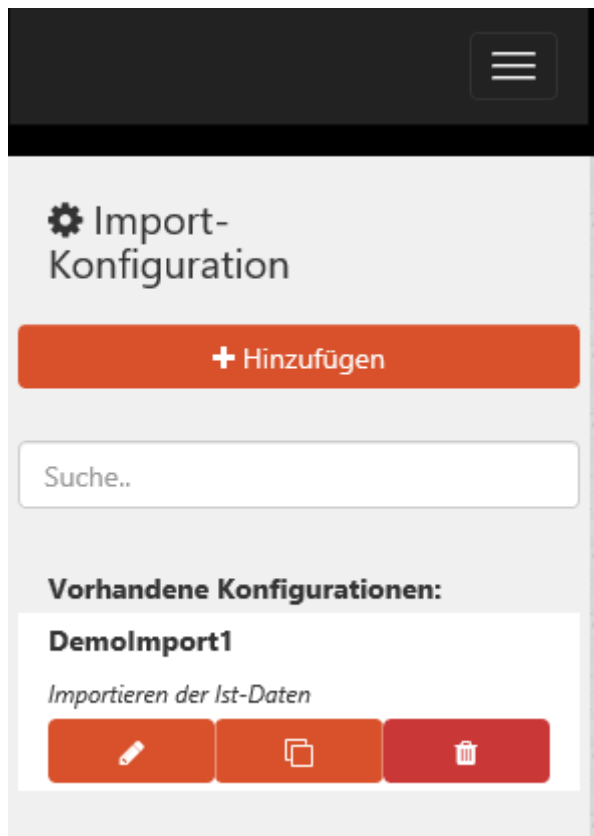 Import-
Konfiguration
Hinzufügen
Suche..
Vorhandene Konfigurationen:
DemoImport1
Importieren der Ist-Daten